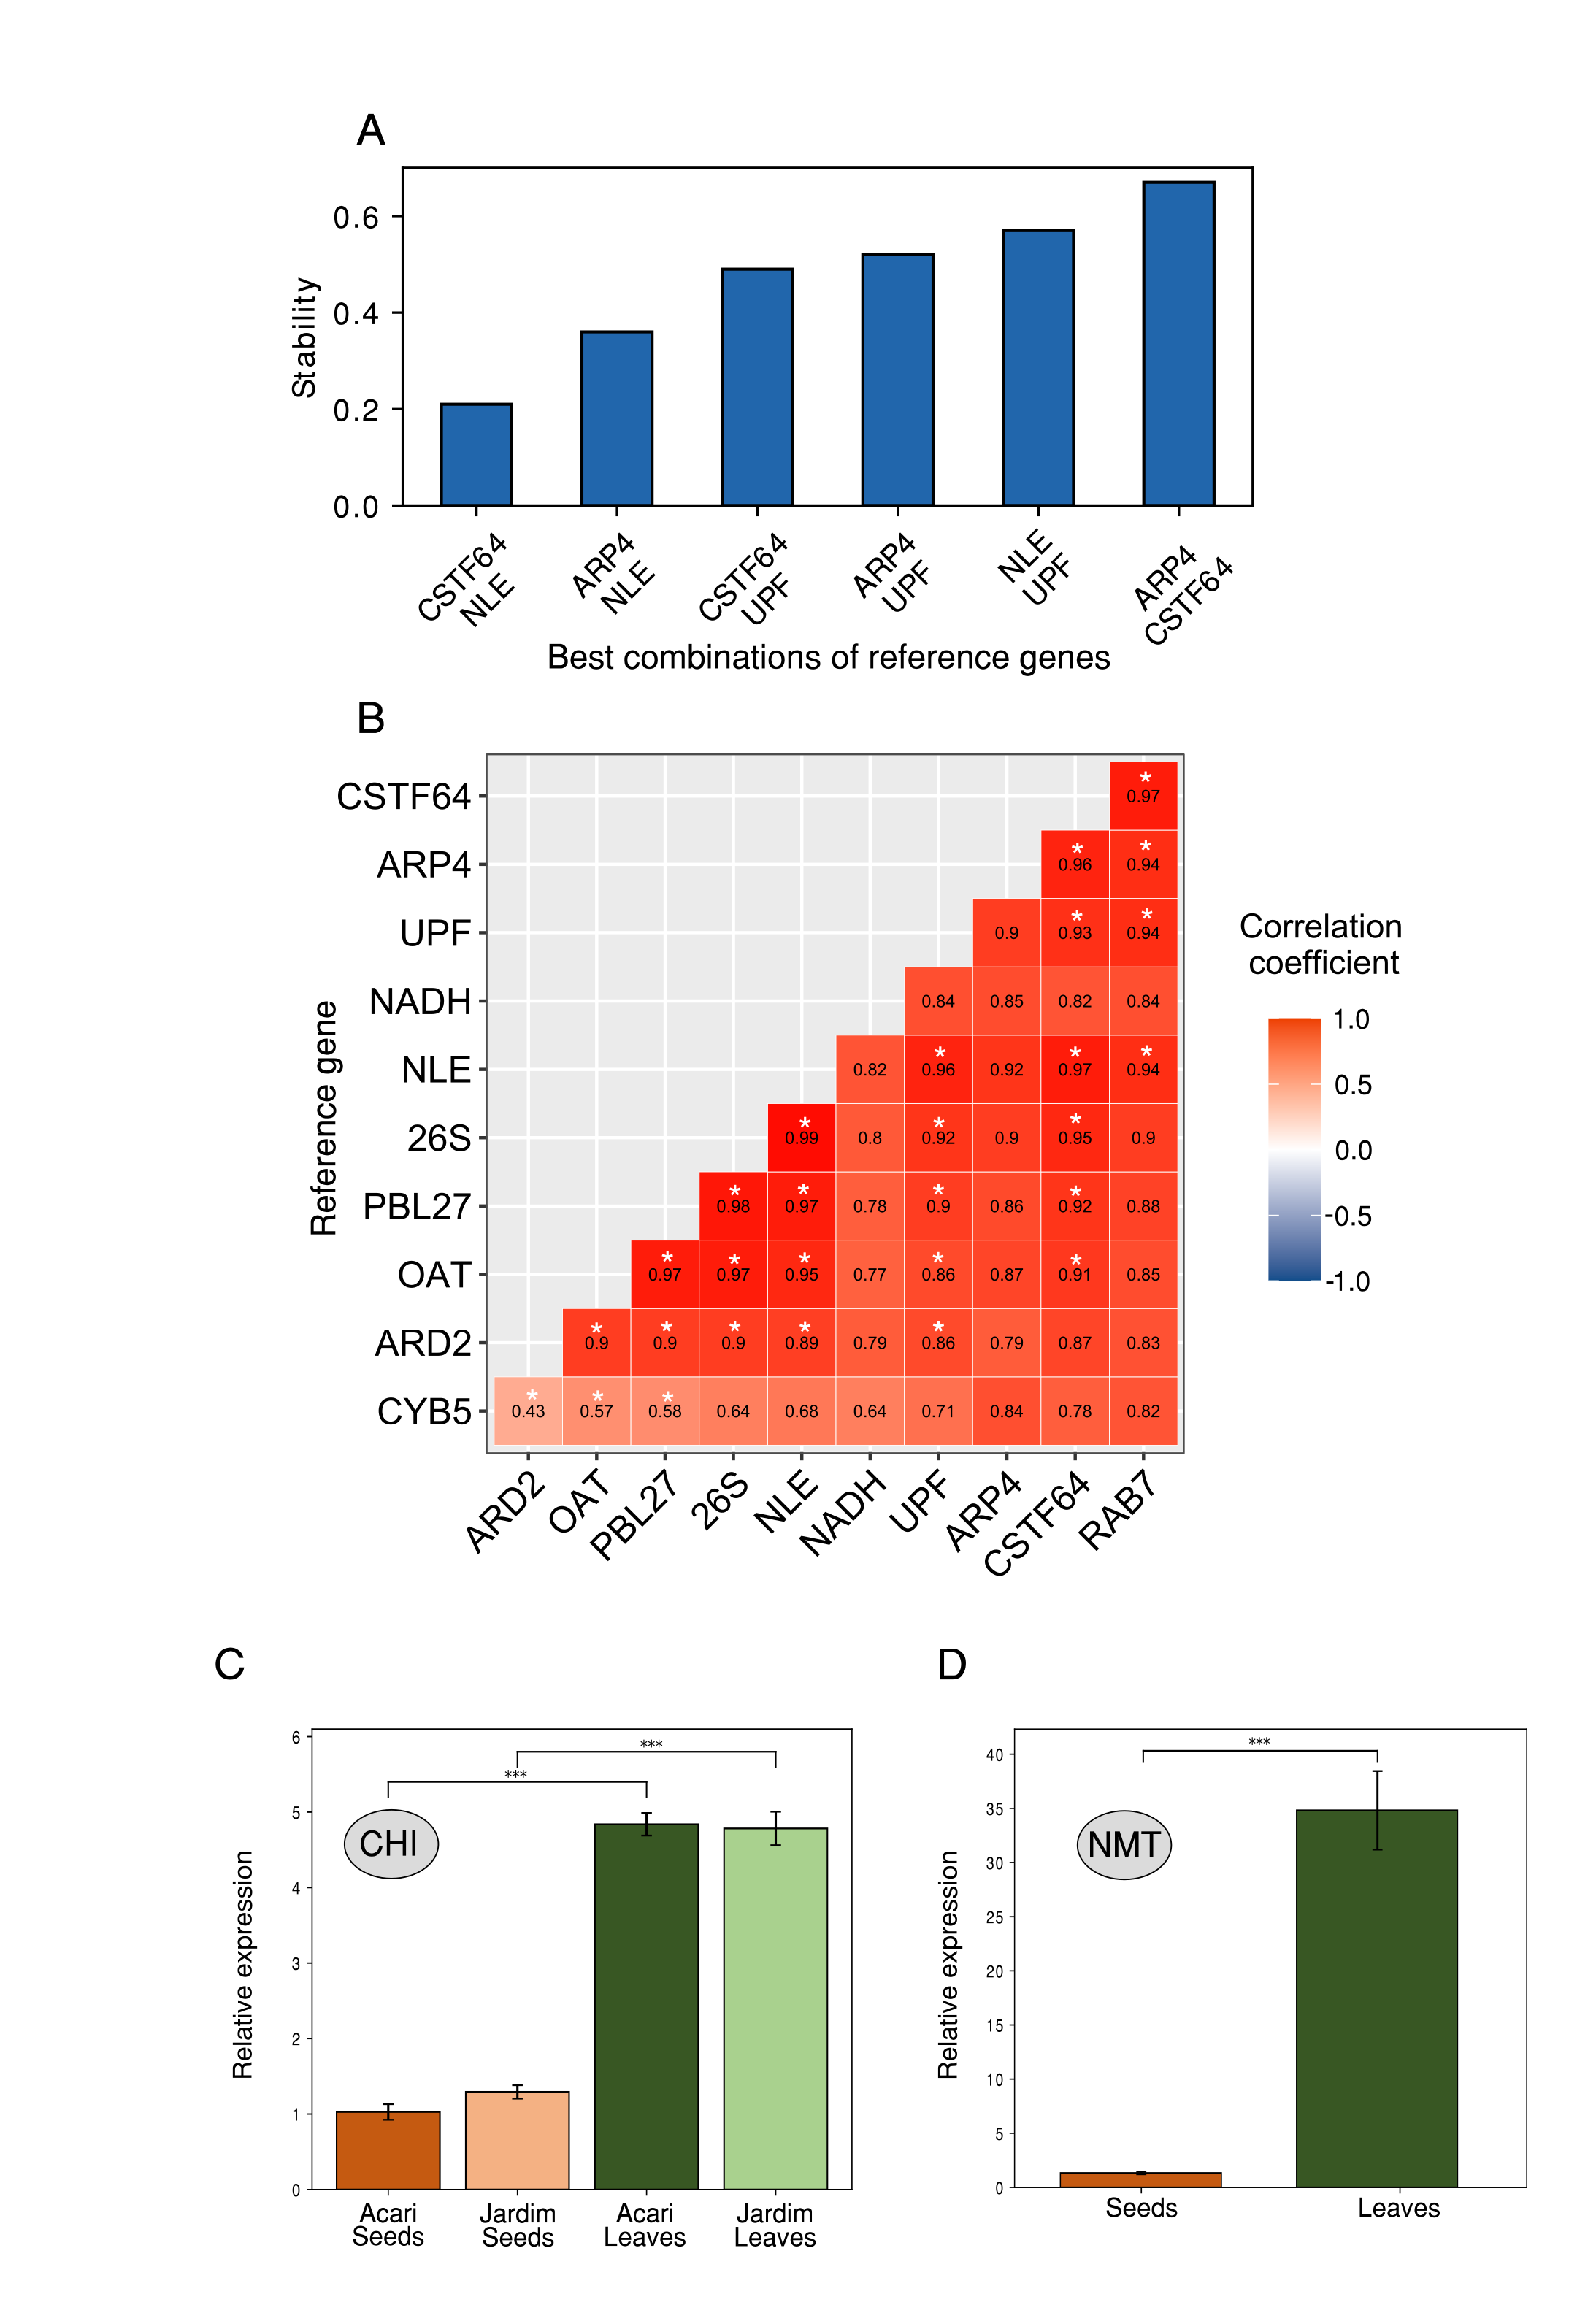 A
Stability
0.6
0.4
0.2
0.0
CSTF64
NLE
ARP4
NLE
CSTF64
UPF
ARP4
UPF
NLE
UPF
ARP4
CSTF64
Best combinations of reference genes
B
Reference gene
CSTF64
* 0.97
ARP4
* 0.96 * 0.94
UPF
0.9 * 0.93 * 0.94
NADH
0.84 0.85 0.82 0.84
NLE
0.82 * 0.96 0.92 * 0.97 * 0.94
26S
* 0.99 0.8 * 0.92 0.9 * 0.95 0.9
PBL27
* 0.98 * 0.97 0.78 * 0.9 0.86 * 0.92 0.88
OAT
* 0.97 * 0.97 * 0.95 0.77 * 0.86 0.87 * 0.91 0.85
ARD2
* 0.9 * 0.9 * 0.9 * 0.89 0.79 * 0.86 0.79 0.87 0.83
CYB5
* 0.43 * 0.57 * 0.58 0.64 0.68 0.64 0.71 0.84 0.78 0.82
ARD2
OAT
PBL27
26S
NLE
NADH
UPF
ARP4
CSTF64
RAB7
Correlation
coefficient
1.0
0.5
0.0
-0.5
-1.0
C
Relative expression
6
5
4
3
2
1
0
***
***
CHI
Acari
Seeds
Jardim
Seeds
Acari
Leaves
Jardim
Leaves
D
Relative expression
40
35
30
25
20
15
10
5
0
***
NMT
Seeds
Leaves